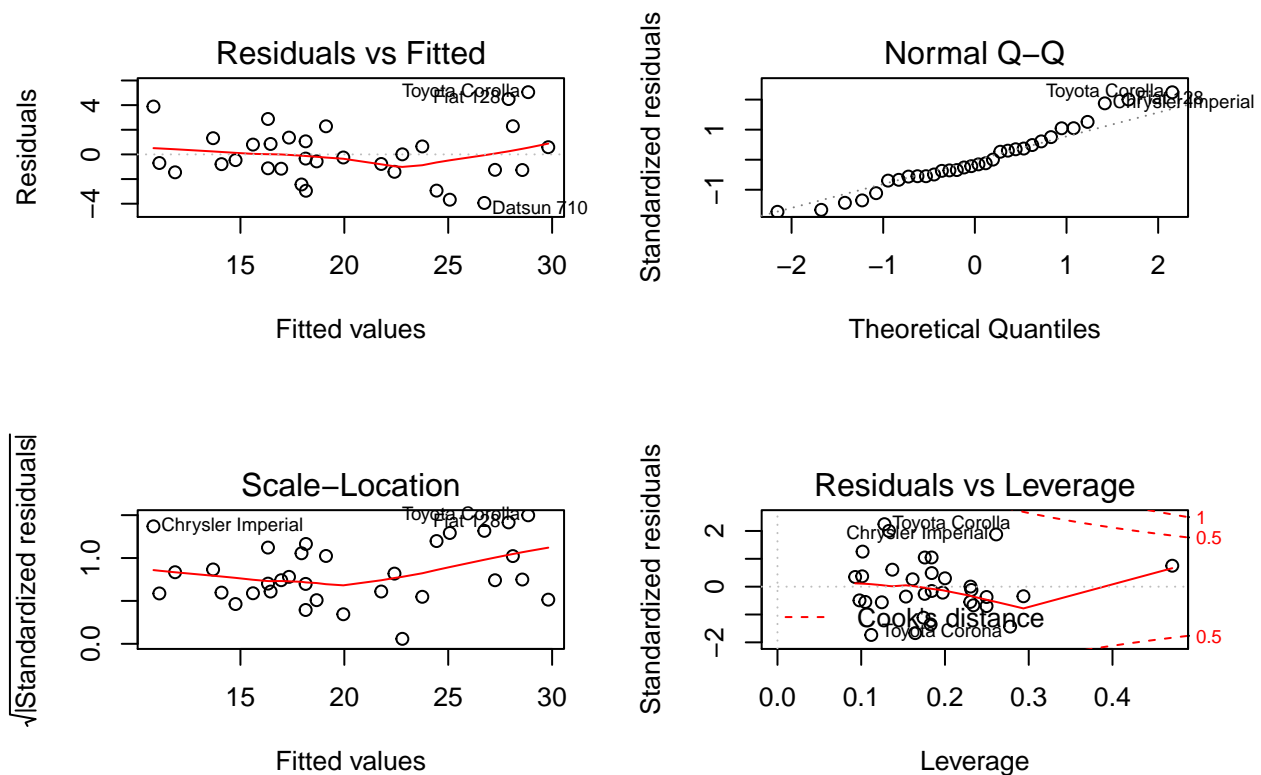 Residuals vs Fitted
Residuals
4
0
−4
Toyota Corolla
Fiat 128
Datsun 710
15 20 25 30
Fitted values
Normal Q−Q
Standardized residuals
1
−1
Toyota Corolla
Fiat 128
Chrysler Imperial
−2 −1 0 1 2
Theoretical Quantiles
Scale−Location
√|Standardized residuals|
1.0
0.0
Toyota Corolla
Fiat 128
Chrysler Imperial
15 20 25 30
Fitted values
Residuals vs Leverage
Standardized residuals
2
0
−2
Toyota Corolla
Chrysler Imperial
Cook's distance
Toyota Corona
1
0.5
0.5
0.0 0.1 0.2 0.3 0.4
Leverage